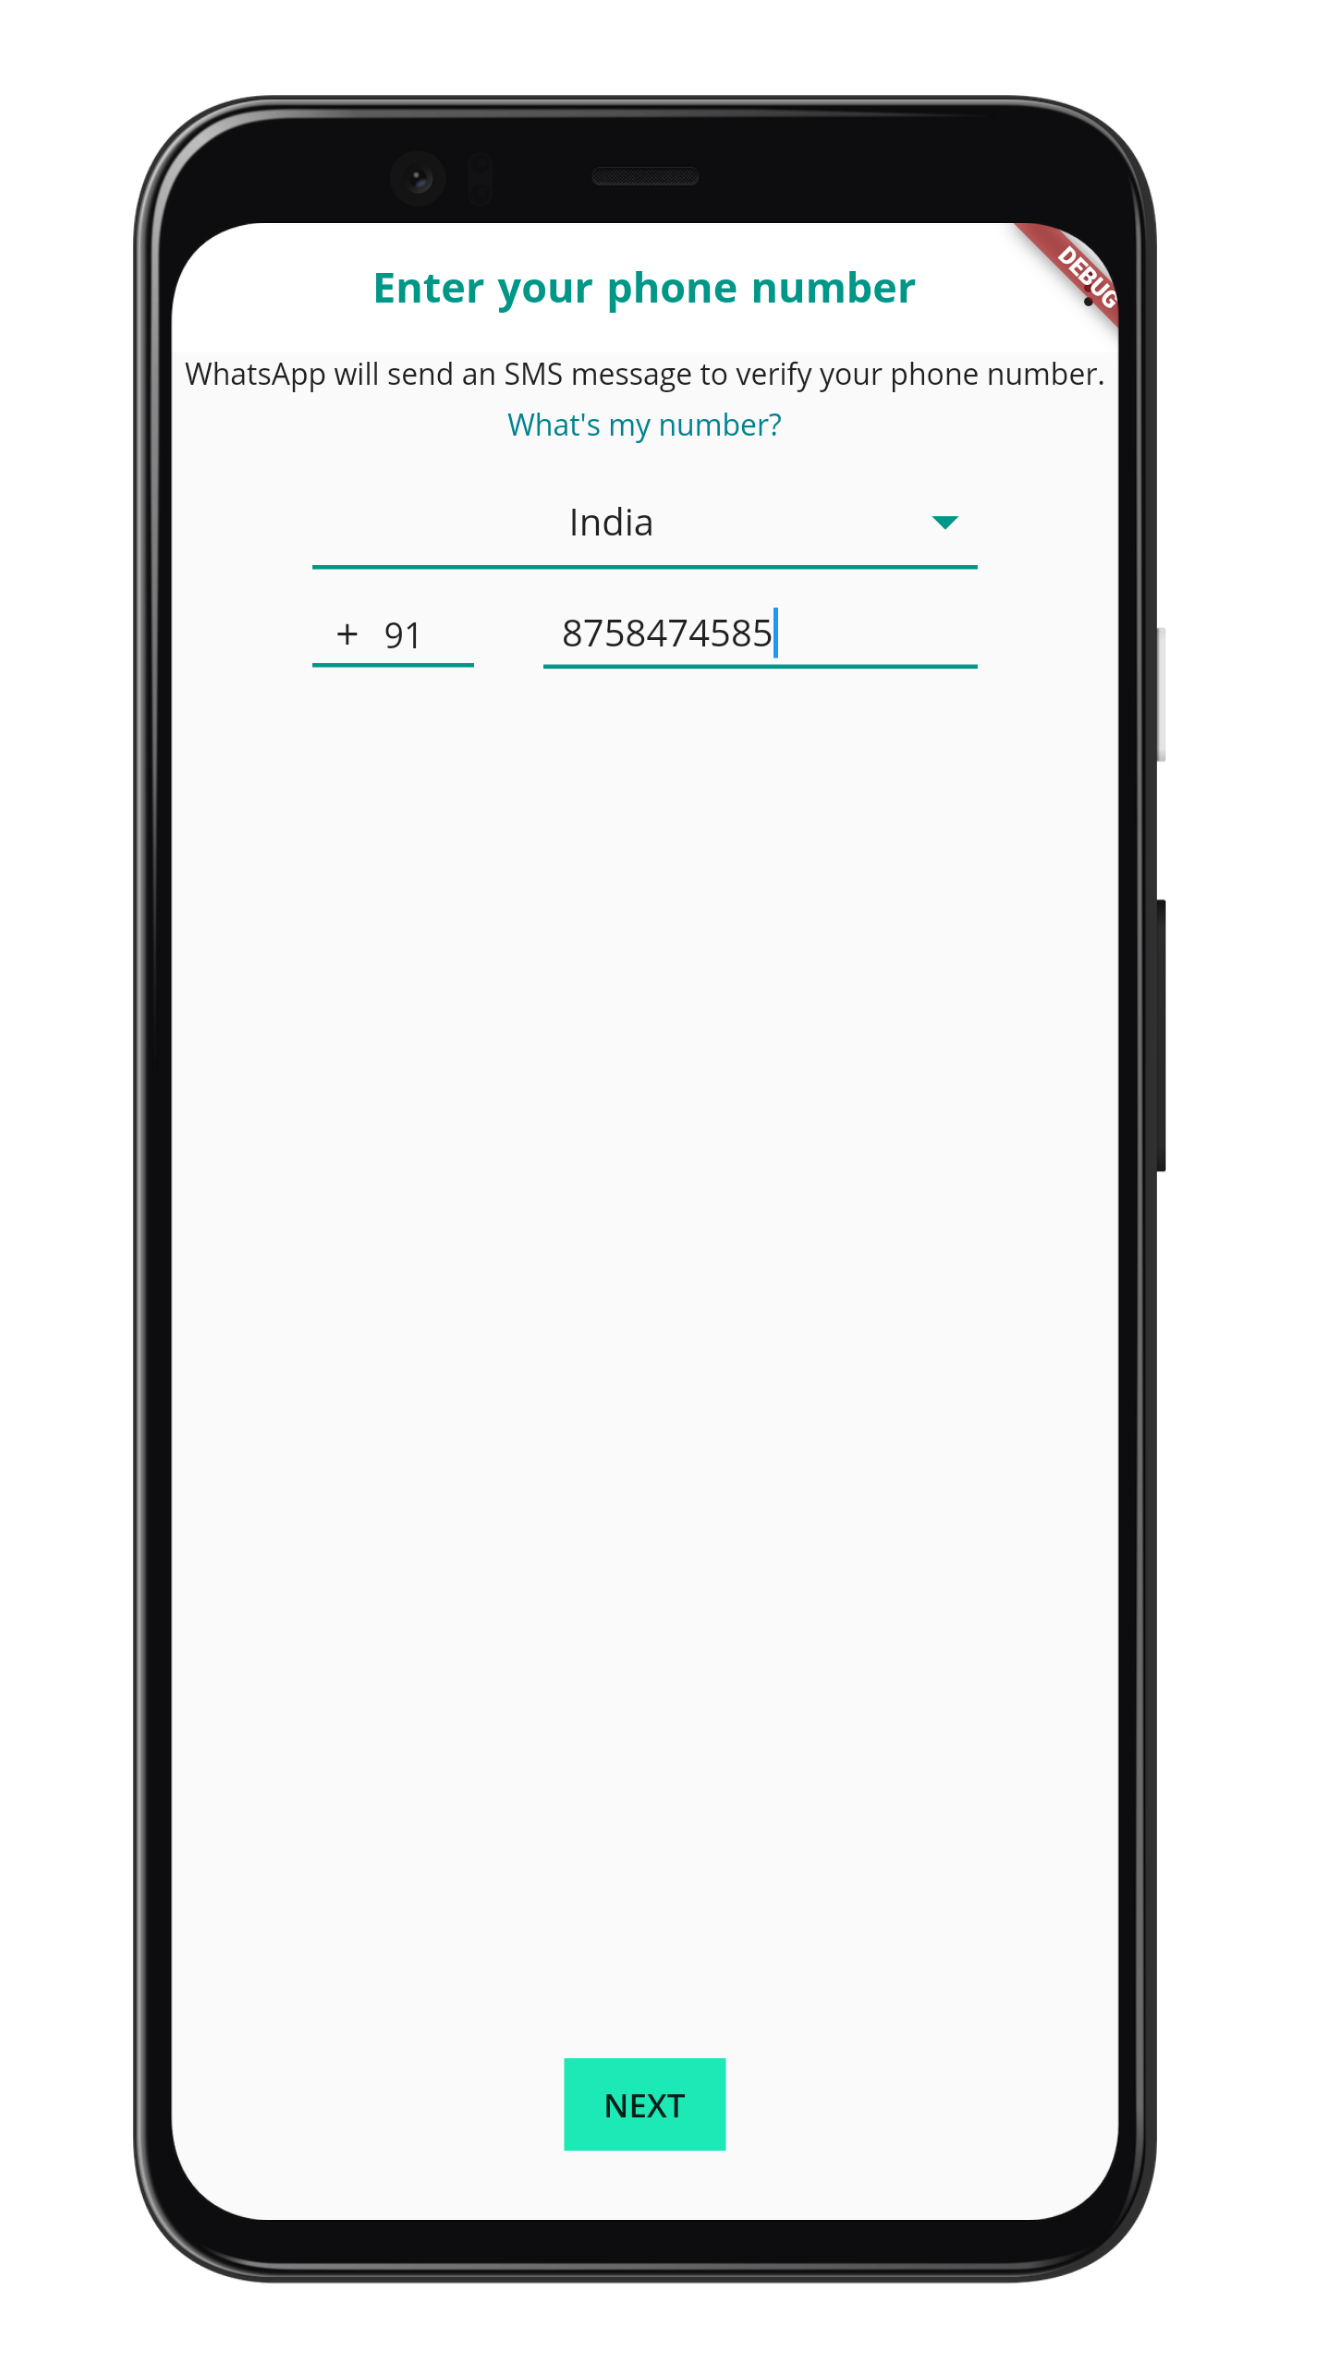 DEBUG
Enter your phone number
WhatsApp will send an SMS message to verify your phone number.
What's my number?
India
+ 91 8758474585
NEXT